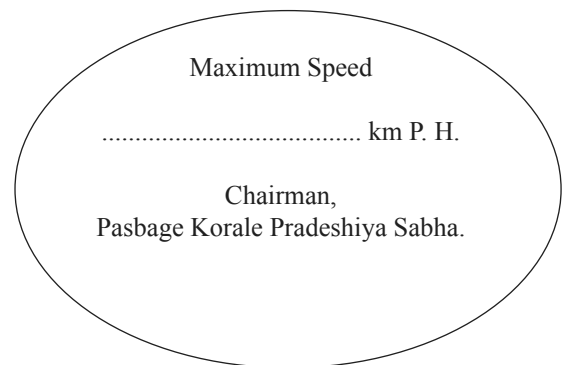 Maximum Speed
....................................... km P. H.
Chairman,
Pasbage Korale Pradeshiya Sabha.